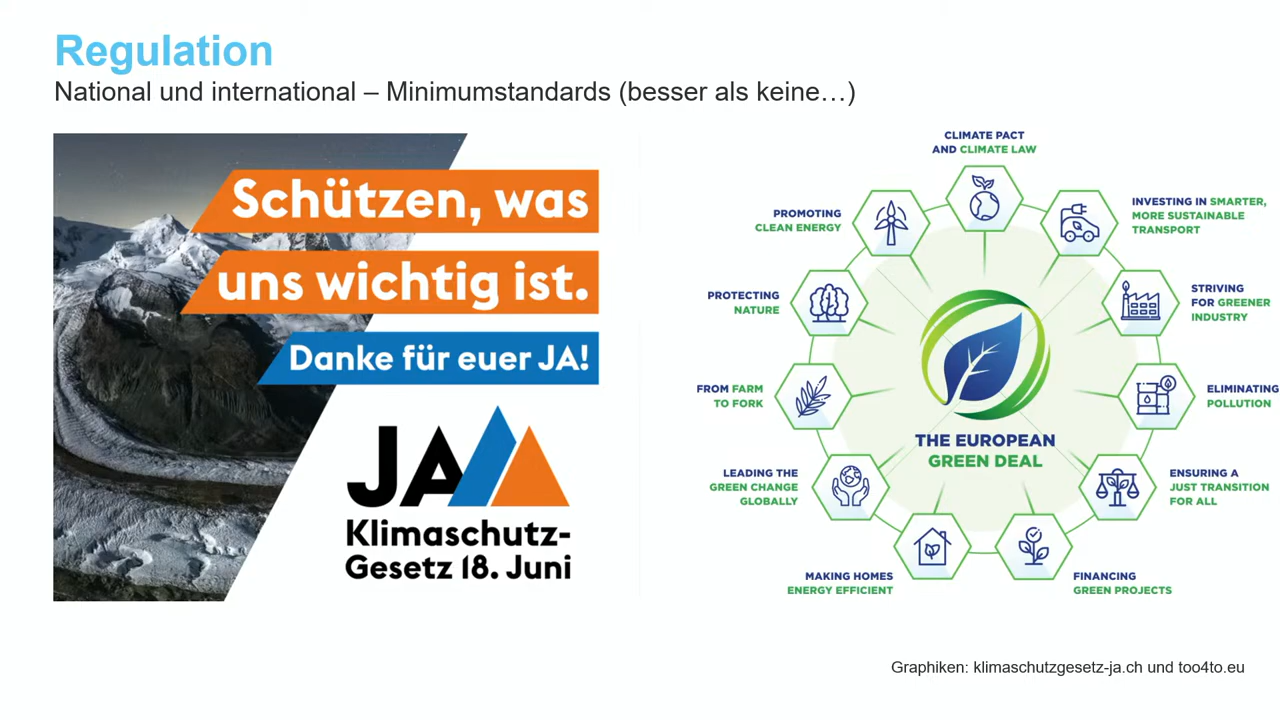 Regulation
National und international – Minimumstandards (besser als keine…)
Schützen, was
uns wichtig ist.
Danke für euer JA!
JA
Klimaschutz-
Gesetz 18. Juni
CLIMATE PACT
AND CLIMATE LAW
INVESTING IN SMARTER,
MORE SUSTAINABLE
TRANSPORT
STRIVING
FOR GREENER
INDUSTRY
ELIMINATING
POLLUTION
ENSURING A
JUST TRANSITION
FOR ALL
FINANCING
GREEN PROJECTS
MAKING HOMES
ENERGY EFFICIENT
LEADING THE
GREEN CHANGE
GLOBALLY
FROM FARM
TO FORK
PROTECTING
NATURE
PROMOTING
CLEAN ENERGY
THE EUROPEAN
GREEN DEAL
Graphiken: klimaschutzgesetz-ja.ch und too4to.eu